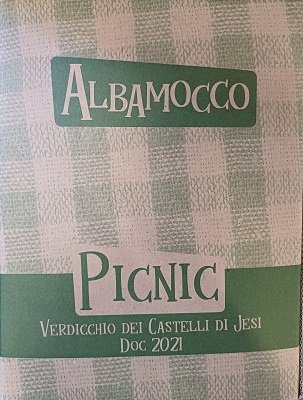 Albamocco
Picnic
Verdicchio dei Castelli di Jesi
Doc 2021